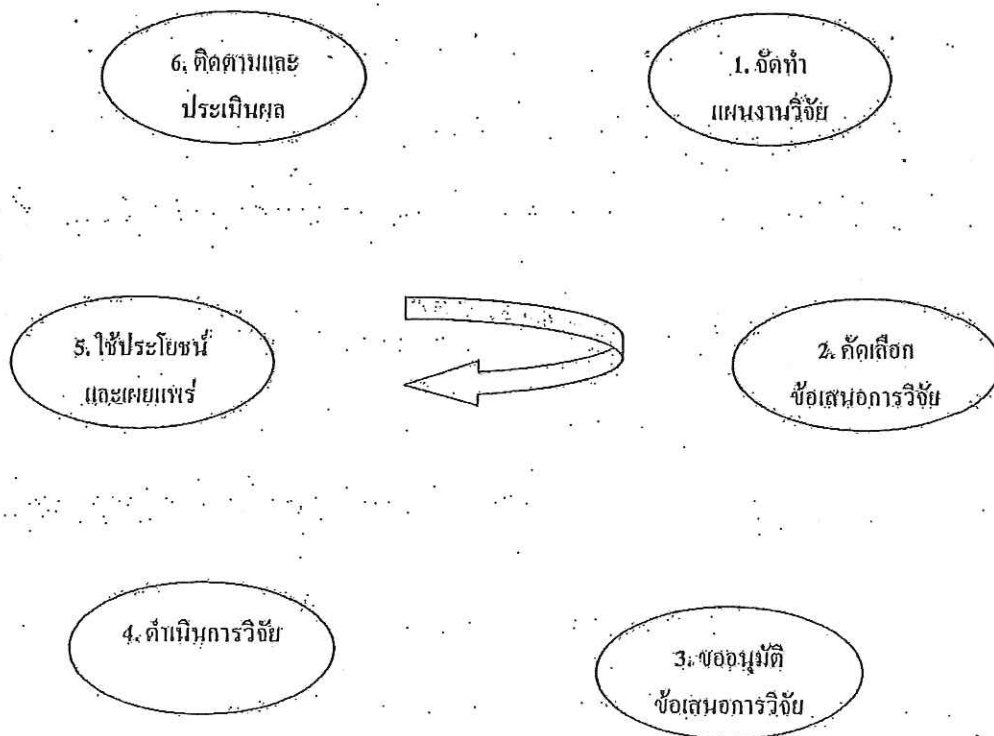 1. จัดทำ
แผนงานวิจัย
2. คัดเลือก
ข้อเสนอการวิจัย
3. ขออนุมัติ
ข้อเสนอการวิจัย
4. ดำเนินการวิจัย
5. ใช้ประโยชน์
และเผยแพร่
6. ติดตามและ
ประเมินผล